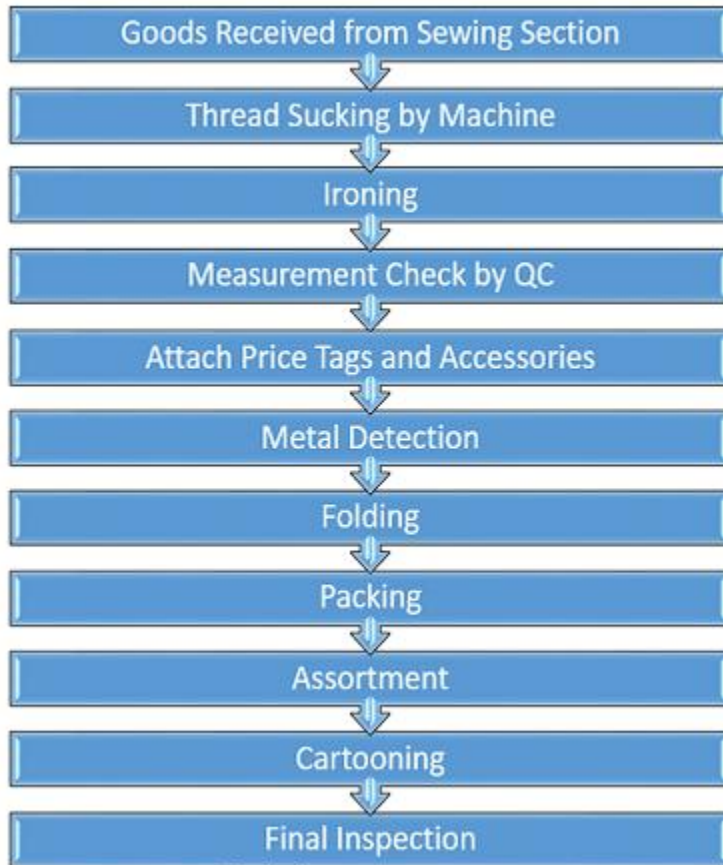 Goods Received from Sewing Section
Thread Sucking by Machine
Ironing
Measurement Check by QC
Attach Price Tags and Accessories
Metal Detection
Folding
Packing
Assortment
Cartooning
Final Inspection